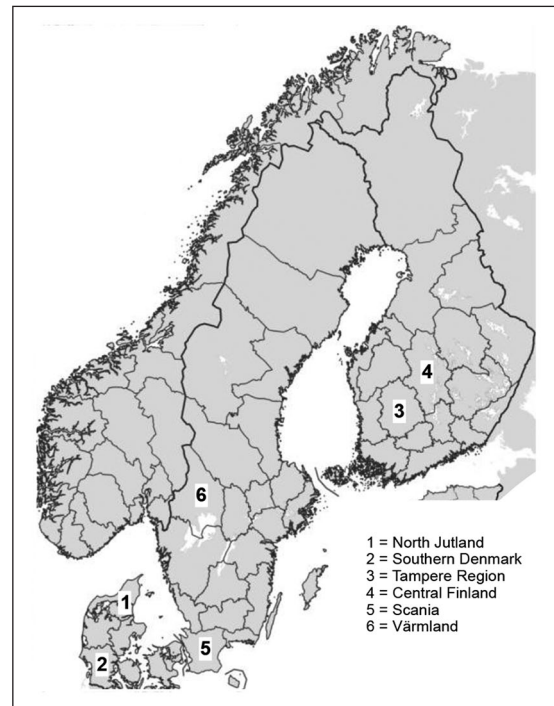 4
3
6
1
2
5
1 = North Jutland
2 = Southern Denmark
3 = Tampere Region
4 = Central Finland
5 = Scania
6 = Värmland